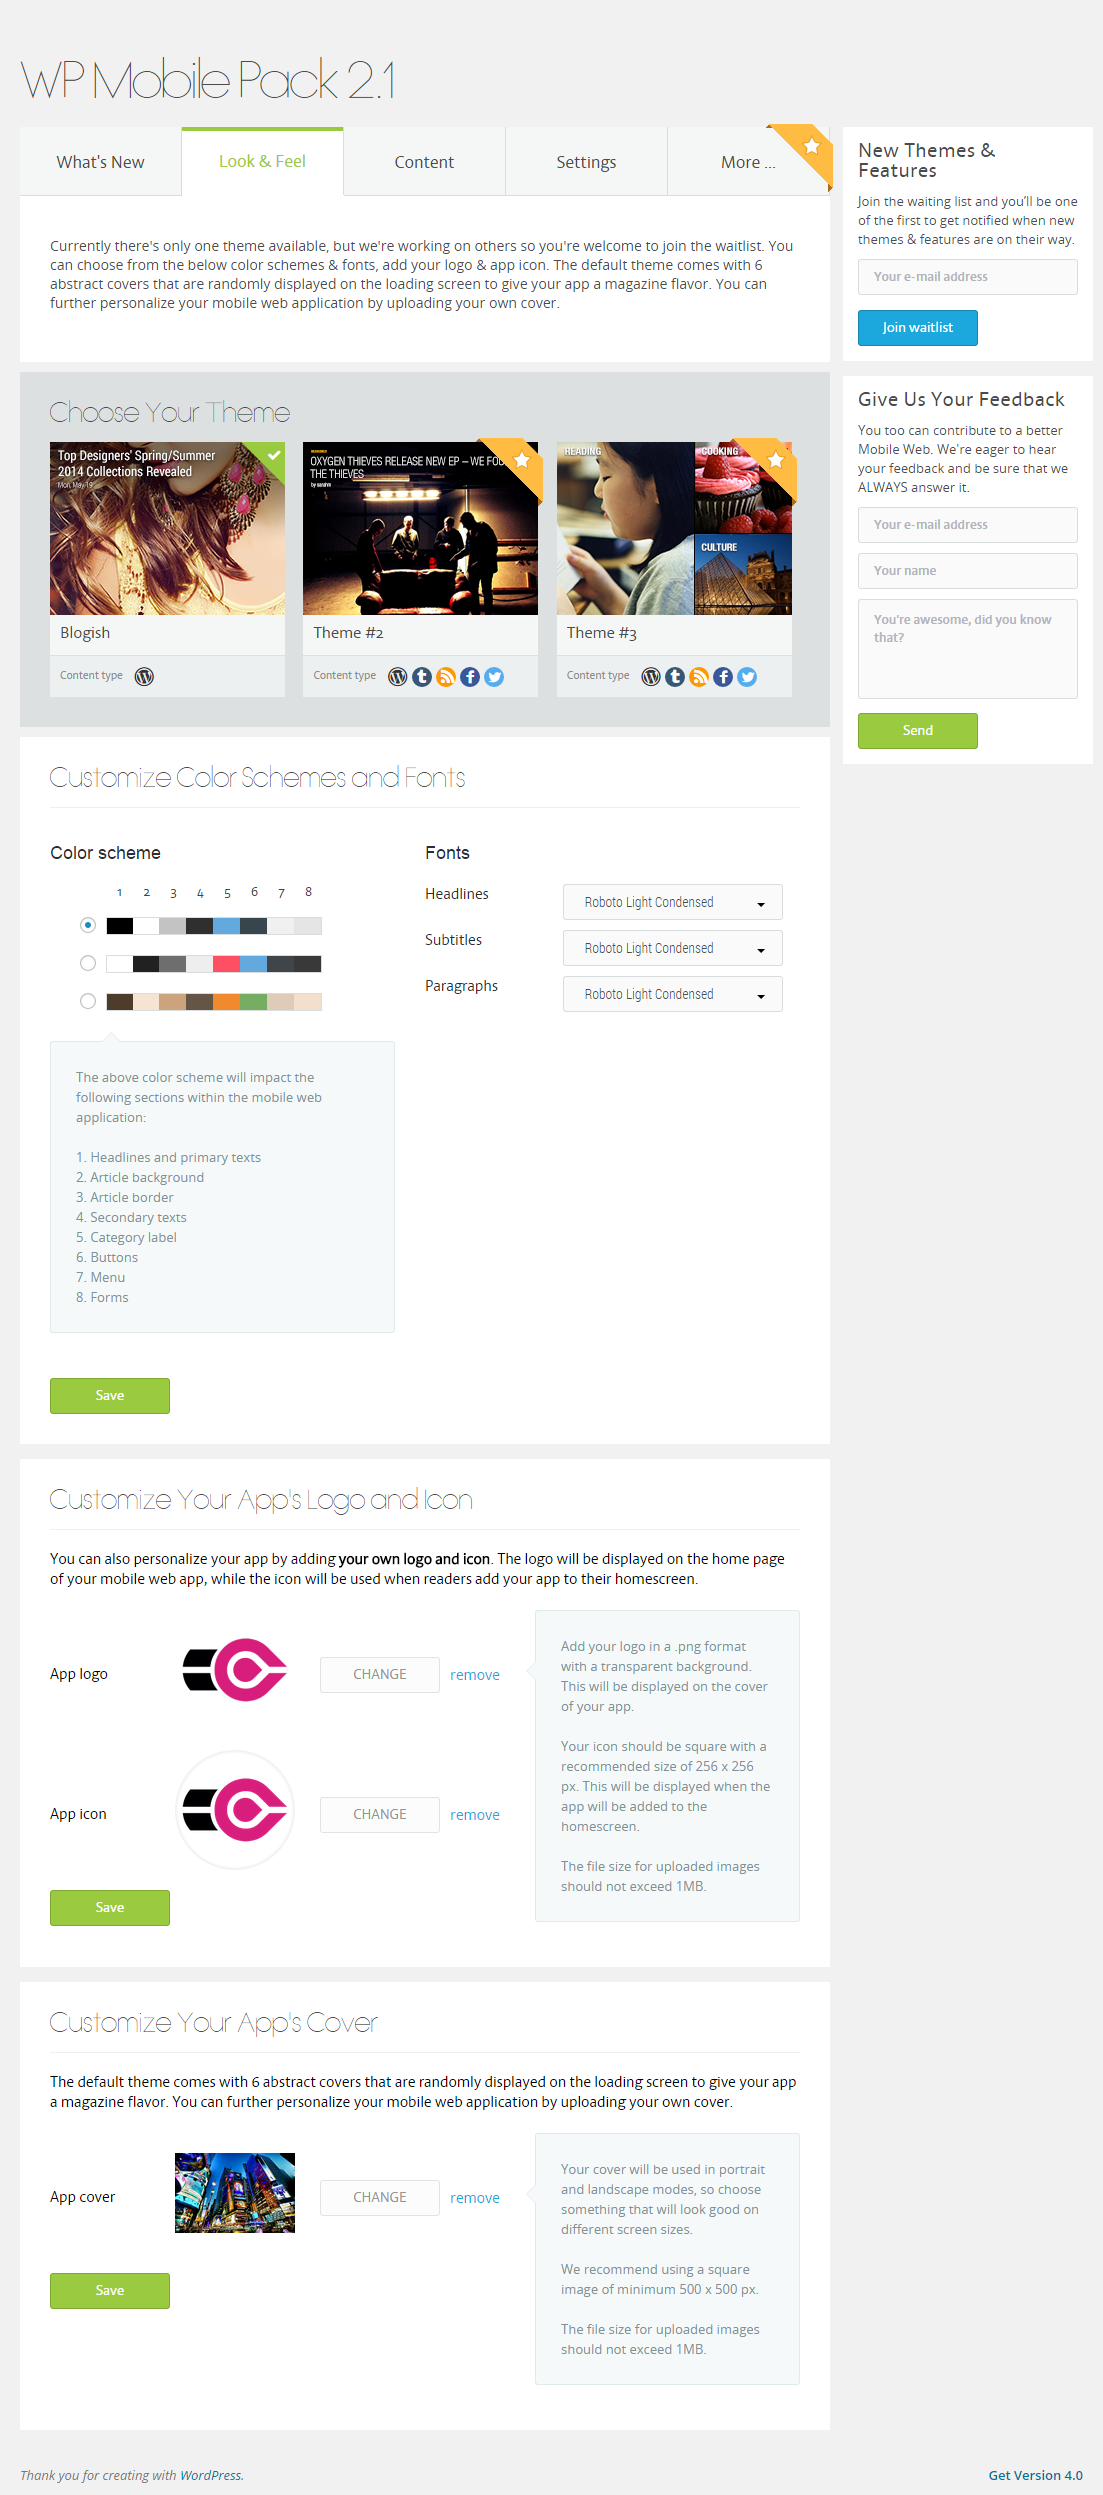 WP Mobile Pack 2.1
What's New
Look & Feel
Content
Settings
More ...
Currently there's only one theme available, but we're working on others so you're welcome to join the waitlist. You
can choose from the below color schemes & fonts, add your logo & app icon. The default theme comes with 6
abstract covers that are randomly displayed on the loading screen to give your app a magazine flavor. You can
further personalize your mobile web application by uploading your own cover.
Choose Your Theme
Top Designers' Spring/Summer
2014 Collections Revealed
Mon, May 19
Blogish
Content type
OXYGEN THIEVES RELEASE NEW EP – WE FOU
THE THIEVES
Theme #2
Content type
READING
COOKING
CULTURE
Theme #3
Content type
Customize Color Schemes and Fonts
Color scheme
1 2 3 4 5 6 7 8
The above color scheme will impact the
following sections within the mobile web
application:
1. Headlines and primary texts
2. Article background
3. Article border
4. Secondary texts
5. Category label
6. Buttons
7. Menu
8. Forms
Fonts
Headlines
Roboto Light Condensed
Subtitles
Roboto Light Condensed
Paragraphs
Roboto Light Condensed
Save
Customize Your App's Logo and Icon
You can also personalize your app by adding your own logo and icon. The logo will be displayed on the home page
of your mobile web app, while the icon will be used when readers add your app to their homescreen.
App logo
CHANGE
remove
App icon
CHANGE
remove
Add your logo in a .png format
with a transparent background.
This will be displayed on the cover
of your app.
Your icon should be square with a
recommended size of 256 x 256
px. This will be displayed when the
app will be added to the
homescreen.
The file size for uploaded images
should not exceed 1MB.
Save
Customize Your App's Cover
The default theme comes with 6 abstract covers that are randomly displayed on the loading screen to give your app
a magazine flavor. You can further personalize your mobile web application by uploading your own cover.
App cover
CHANGE
remove
Your cover will be used in portrait
and landscape modes, so choose
something that will look good on
different screen sizes.
We recommend using a square
image of minimum 500 x 500 px.
The file size for uploaded images
should not exceed 1MB.
Save
New Themes &
Features
Join the waiting list and you'll be one
of the first to get notified when new
themes & features are on their way.
Your e-mail address
Join waitlist
Give Us Your Feedback
You too can contribute to a better
Mobile Web. We're eager to hear
your feedback and be sure that we
ALWAYS answer it.
Your e-mail address
Your name
You're awesome, did you know
that?
Send
Thank you for creating with WordPress.
Get Version 4.0